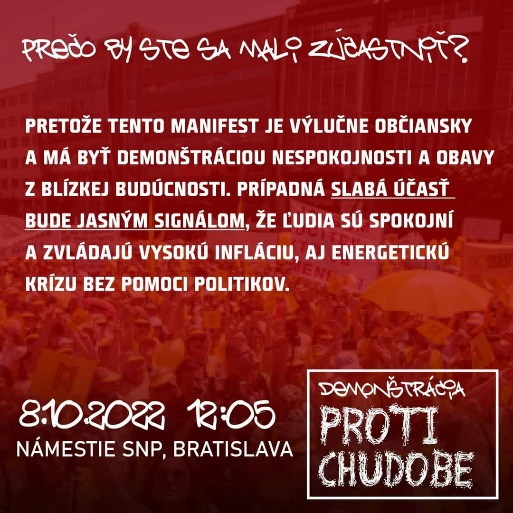 PREČO BY STE SA MALI ZÚČASTNIŤ?
PRETOŽE TENTO MANIFEST JE VÝLUČNE OBČIANSKY
A MÁ BYŤ DEMONŠTRÁCIOU NESPOKOJNOSTI A OBAVY
Z BLÍZKEJ BUDÚCNOSTI. PRÍPADNÁ SLABÁ ÚČASŤ
BUDE JASNÝM SIGNÁLOM, ŽE ĽUDIA SÚ SPOKOJNÍ
A ZVLÁDAJÚ VYSOKÚ INFLÁCIU, AJ ENERGETICKÚ
KRÍZU BEZ POMOCI POLITIKOV.
8.10.2022 12:05
NÁMESTIE SNP, BRATISLAVA
DEMONŠTRÁCIA
PROTI
CHUDOBE